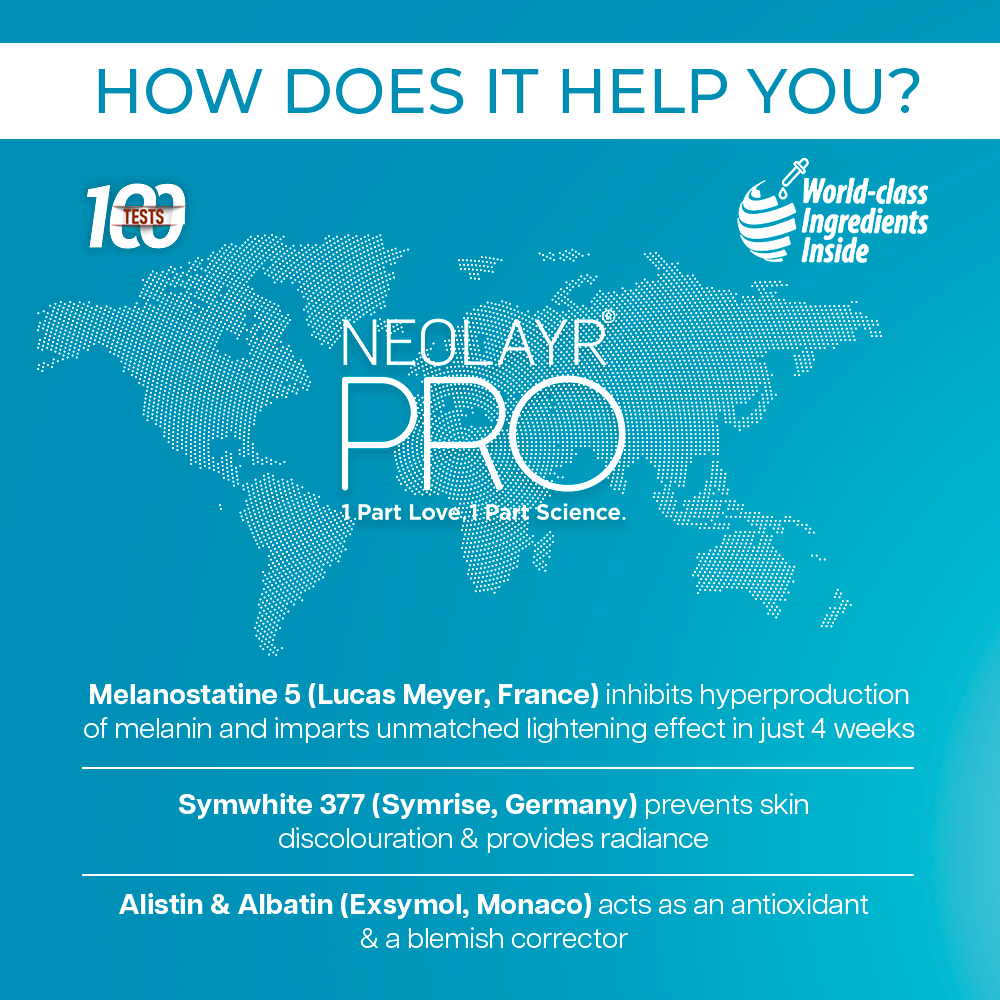 HOW DOES IT HELP YOU?
100
TESTS
World-class
Ingredients
Inside
NEOLAYR®
PRO
1 Part Love. 1 Part Science.
Melanostatine 5 (Lucas Meyer, France) inhibits hyperproduction
of melanin and imparts unmatched lightening effect in just 4 weeks
Symwhite 377 (Symrise, Germany) prevents skin
discolouration & provides radiance
Alistin & Albatin (Exsymol, Monaco) acts as an antioxidant
& a blemish corrector